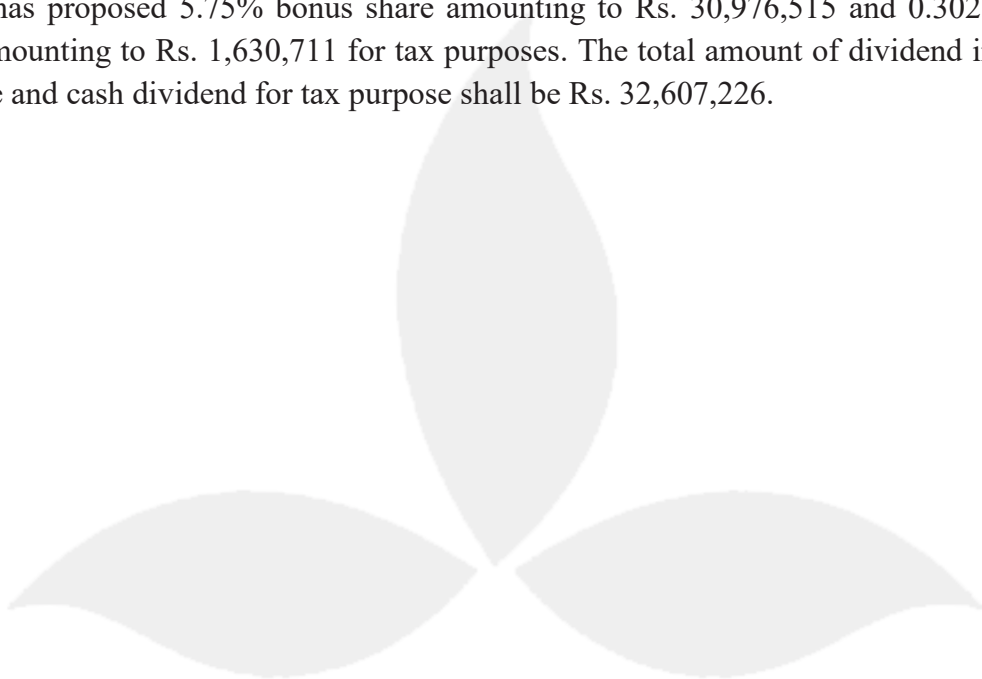 has proposed 5.75% bonus share amounting to Rs. 30,976,515 and 0.302
mounting to Rs. 1,630,711 for tax purposes. The total amount of dividend i
e and cash dividend for tax purpose shall be Rs. 32,607,226.